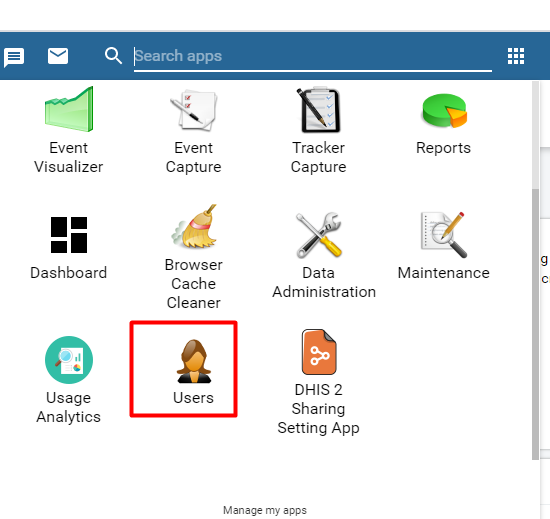 Search apps
Event
Visualizer
Event
Capture
Tracker
Capture
Reports
Dashboard
Browser
Cache
Cleaner
Data
Administration
Maintenance
Usage
Analytics
Users
DHIS 2
Sharing
Setting App
g
c
Manage my apps